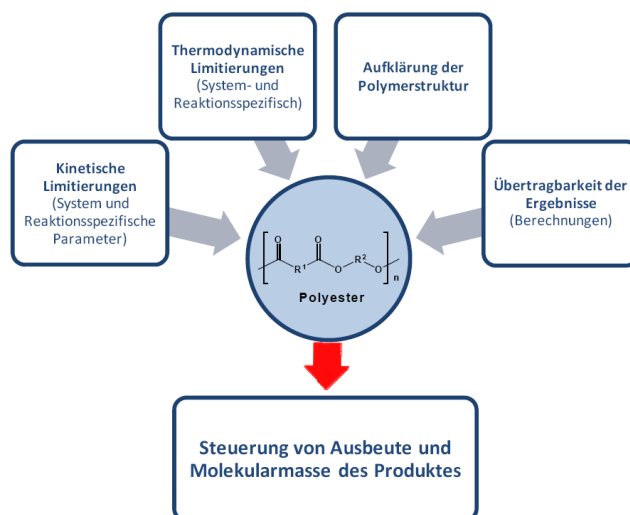 Thermodynamische
Limitierungen
(System- und
Reaktionsspezifisch)
Aufklärung der
Polymerstruktur
Kinetische
Limitierungen
(System und
Reaktionsspezifische
Parameter)
Übertragbarkeit der
Ergebnisse
(Berechnungen)
O O
R¹ O R² O n
Polyester
Steuerung von Ausbeute und
Molekularmasse des Produktes